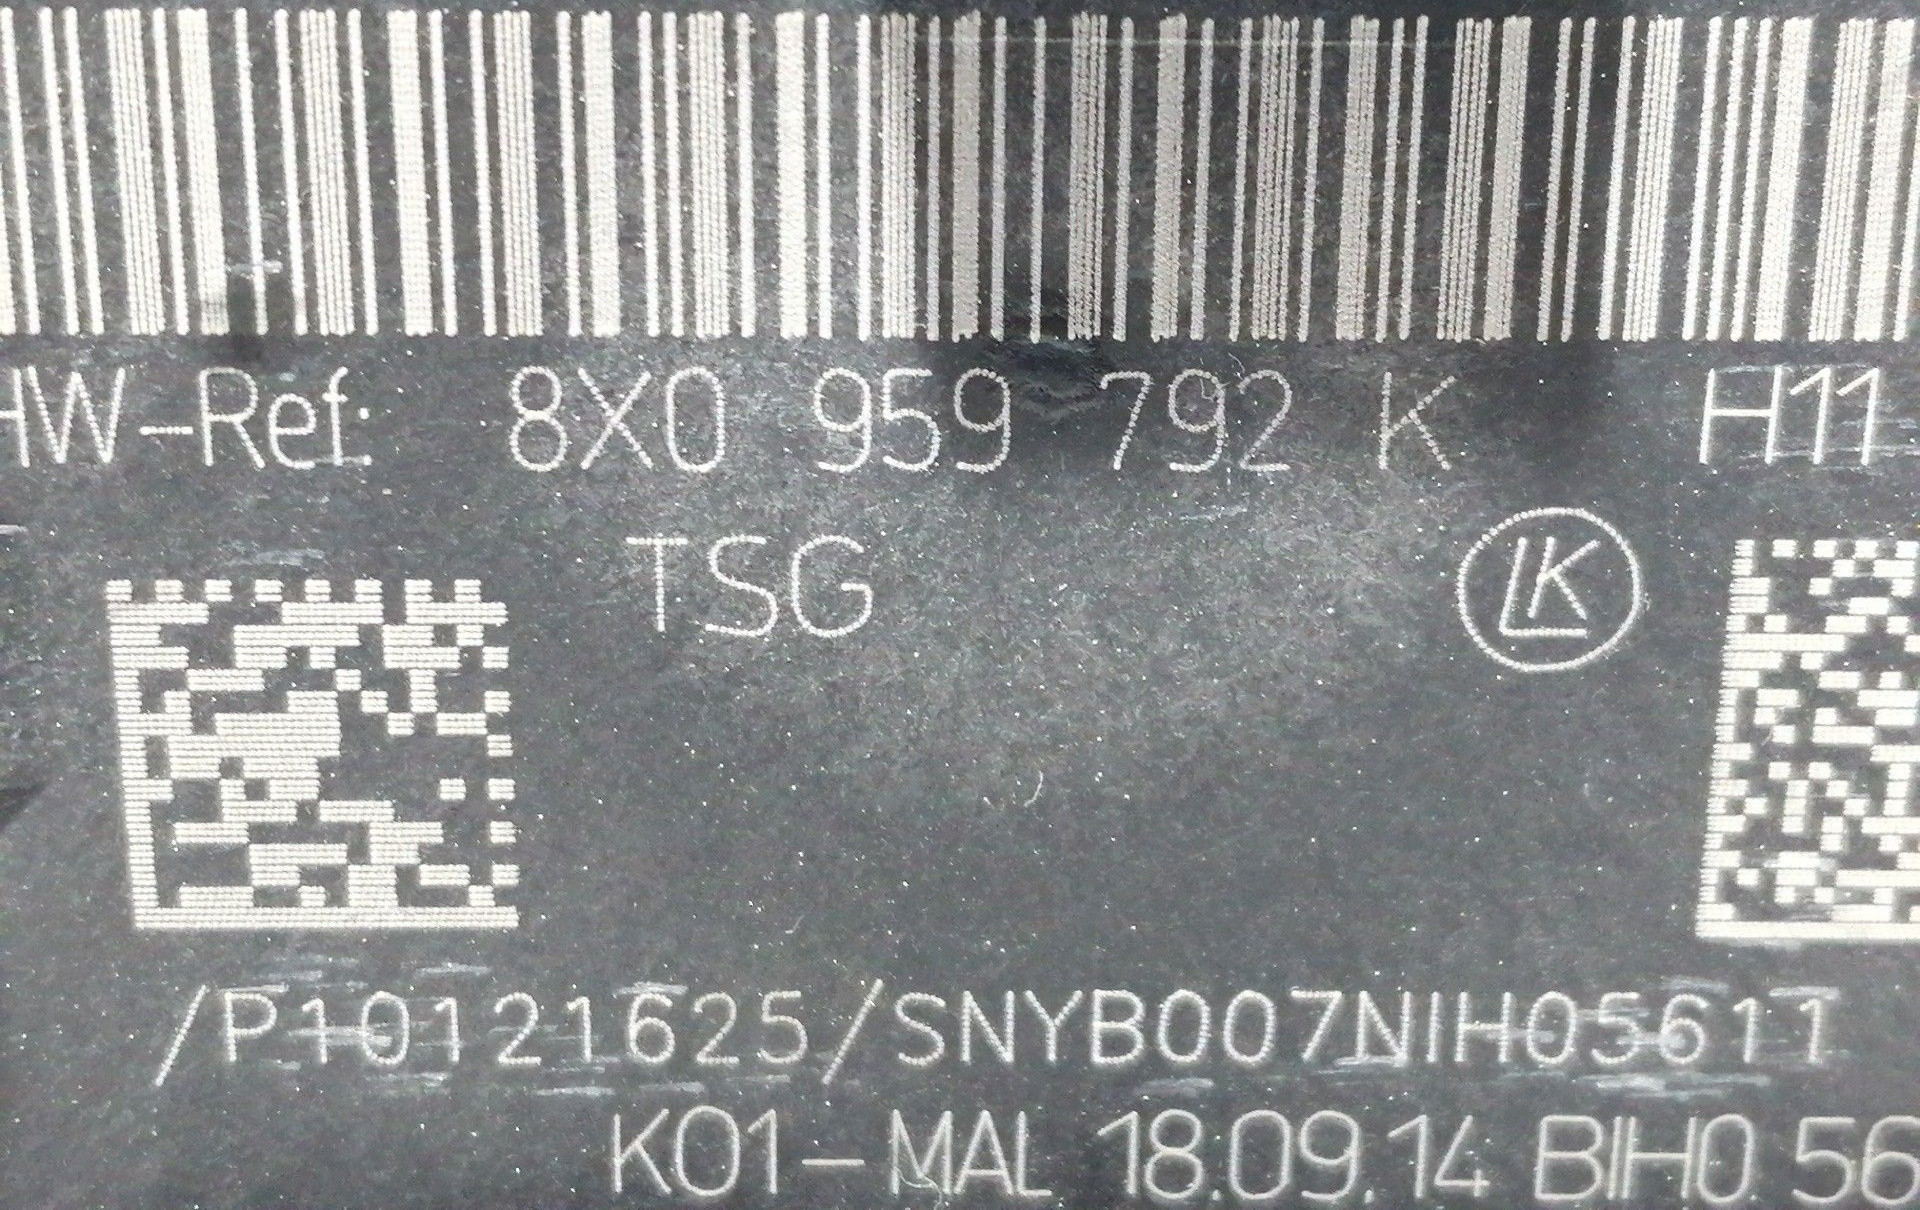 HW-Ref: 8X0 959 792 K H11
TSG
LK
/P10121625/SNYB007NIH05611
K01-MAL 18.09.14 BIH0 56